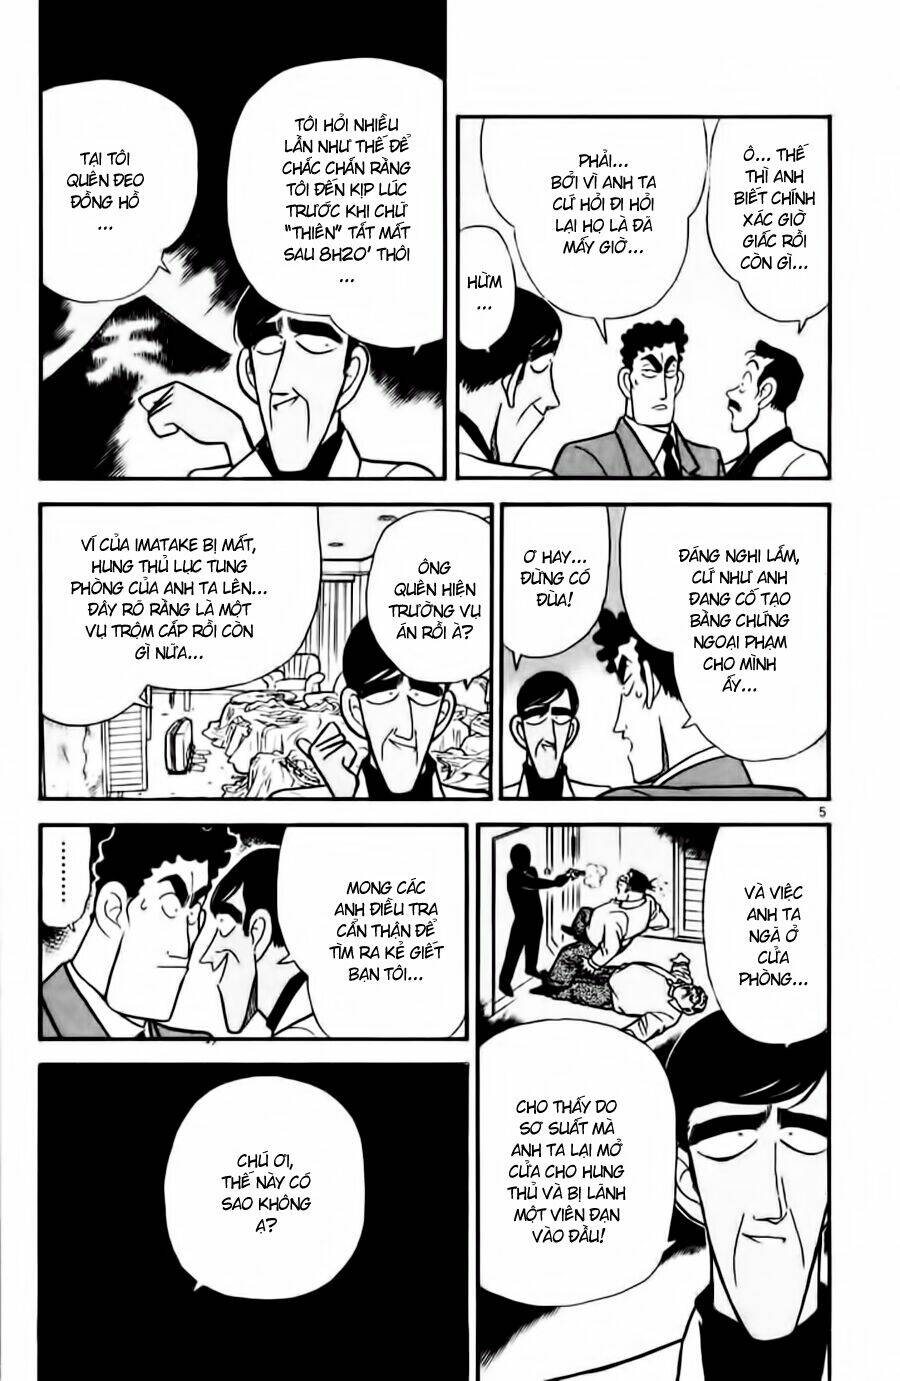 Ô... THẾ
THÌ ANH
BIẾT CHÍNH
XÁC GIỜ
GIẤC RỒI
CÒN GÌ...
PHẢI...
BỞI VÌ ANH TA
CỨ HỎI ĐI HỎI
LẠI HỌ LÀ ĐÃ
MẤY GIỜ...
HỪM
...
TÔI HỎI NHIỀU
LẦN NHƯ THẾ ĐỂ
CHẮC CHẮN RẰNG
TÔI ĐẾN KỊP LÚC
TRƯỚC KHI CHỮ
"THIÊN" TẮT MẤT
SAU 8H20' THÔI
...
TẠI TÔI
QUÊN ĐEO
ĐỒNG HỒ
...
天
ĐÁNG NGHI LẮM,
CỨ NHƯ ANH
ĐANG CỐ TẠO
BẰNG CHỨNG
NGOẠI PHẠM
CHO MÌNH
ẤY...
Ơ HAY...
ĐỪNG CÓ
ĐÙA!
ÔNG
QUÊN HIỆN
TRƯỜNG VỤ
ÁN RỒI À?
VÍ CỦA IMATAKE BỊ MẤT,
HUNG THỦ LỤC TUNG
PHÒNG CỦA ANH TA LÊN...
ĐÂY RÕ RÀNG LÀ MỘT
VỤ TRỘM CẮP RỒI CÒN
GÌ NỮA...
5
VÀ VIỆC
ANH TA
NGÃ Ở
CỬA
PHÒNG...
CHO THẤY DO
SƠ SUẤT MÀ
ANH TA LẠI MỞ
CỬA CHO HUNG
THỦ VÀ BỊ LÃNH
MỘT VIÊN ĐẠN
VÀO ĐẦU!
MONG CÁC
ANH ĐIỀU TRA
CẨN THẬN ĐỂ
TÌM RA KẺ GIẾT
BẠN TÔI...
.........
CHÚ ƠI,
THẾ NÀY CÓ
SAO KHÔNG
Ạ?